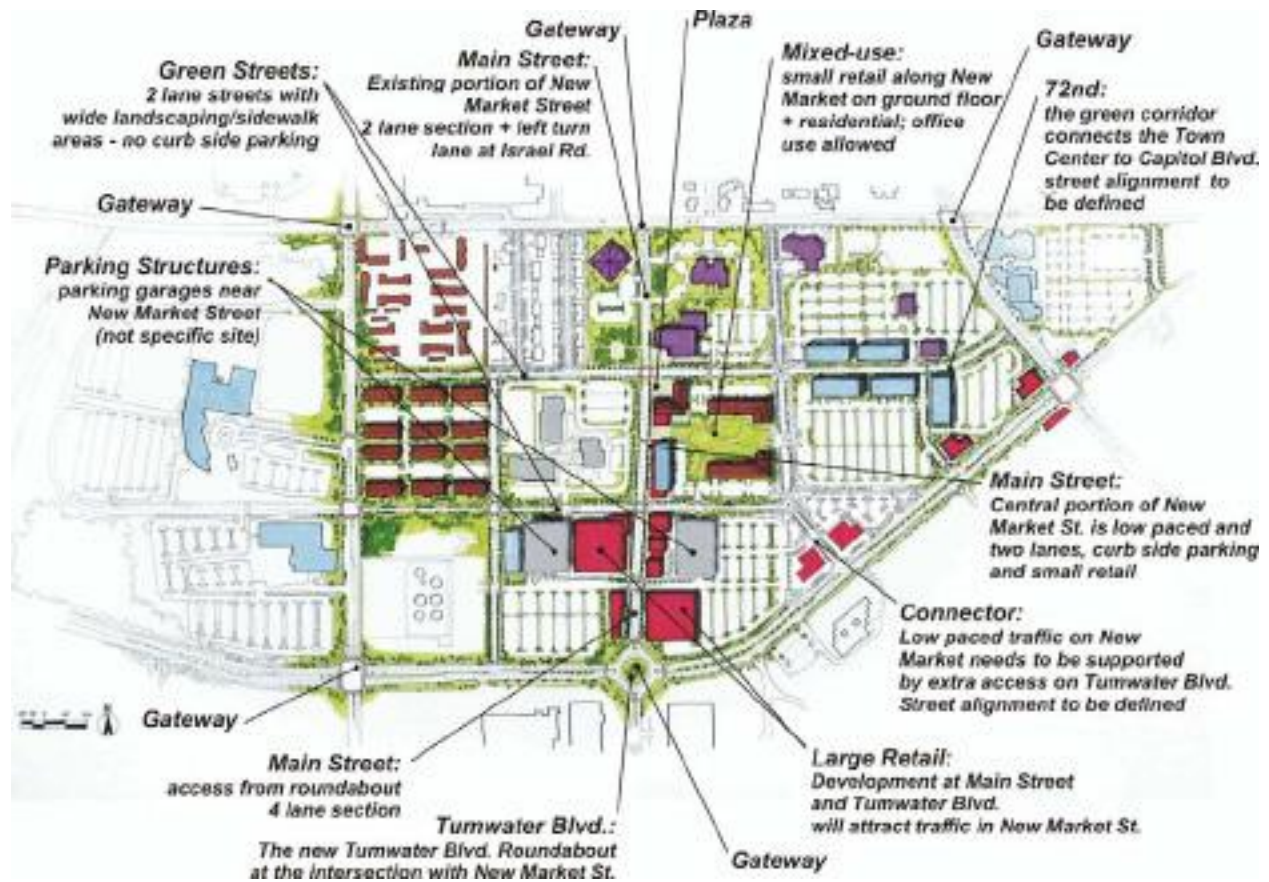 Gateway
Plaza
Main Street:
Existing portion of New
Market Street
2 lane section + left turn
lane at Israel Rd.
Mixed-use:
small retail along New
Market on ground floor
+ residential; office
use allowed
Gateway
72nd:
the green corridor
connects the Town
Center to Capitol Blvd.
street alignment to
be defined
Green Streets:
2 lane streets with
wide landscaping/sidewalk
areas - no curb side parking
Gateway
Parking Structures:
parking garages near
New Market Street
(not specific site)
Main Street:
Central portion of New
Market St. is low paced and
two lanes, curb side parking
and small retail
Connector:
Low paced traffic on New
Market needs to be supported
by extra access on Tumwater Blvd.
Street alignment to be defined
Gateway
Main Street:
access from roundabout
4 lane section
Large Retail:
Development at Main Street
and Tumwater Blvd.
will attract traffic in New Market St.
Tumwater Blvd.:
The new Tumwater Blvd. Roundabout
at the intersection with New Market St.
Gateway